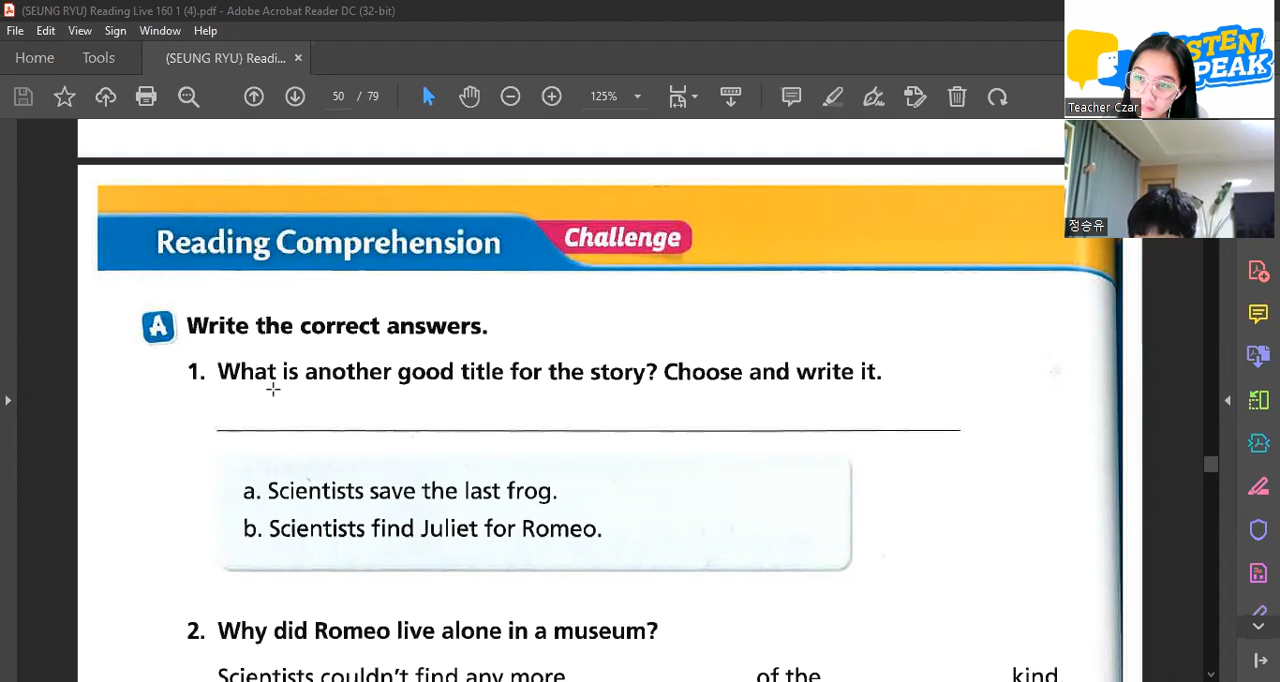 (SEUNG RYU) Reading Live 160 1 (4).pdf - Adobe Acrobat Reader DC (32-bit)
File Edit View Sign Window Help
Home Tools (SEUNG RYU) Readi... ×
50 / 79 125%
Teacher Czar
정승유
Reading Comprehension Challenge
A Write the correct answers.
1. What is another good title for the story? Choose and write it.
a. Scientists save the last frog.
b. Scientists find Juliet for Romeo.
2. Why did Romeo live alone in a museum?
Scientists couldn't find any more of the kind.